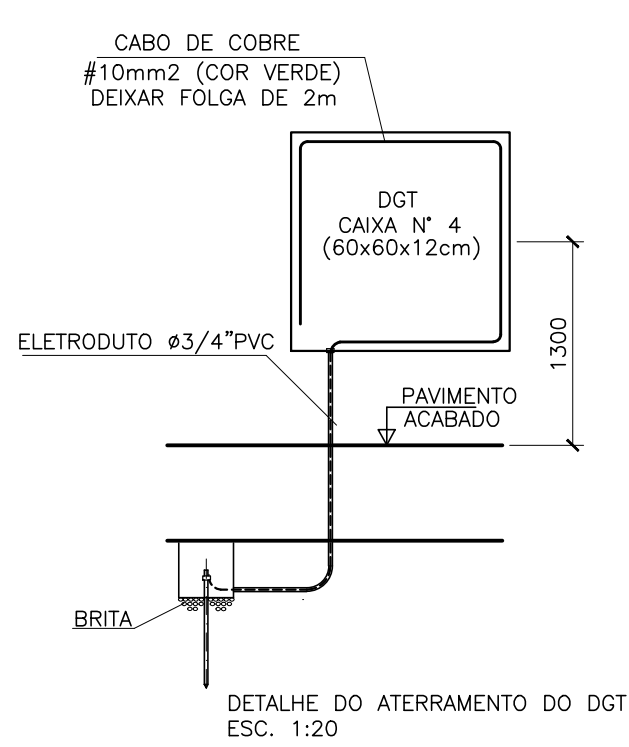 CABO DE COBRE
#10mm2 (COR VERDE)
DEIXAR FOLGA DE 2m
DGT
CAIXA N° 4
(60x60x12cm)
1300
ELETRODUTO ø3/4"PVC
PAVIMENTO
ACABADO
BRITA
DETALHE DO ATERRAMENTO DO DGT
ESC. 1:20